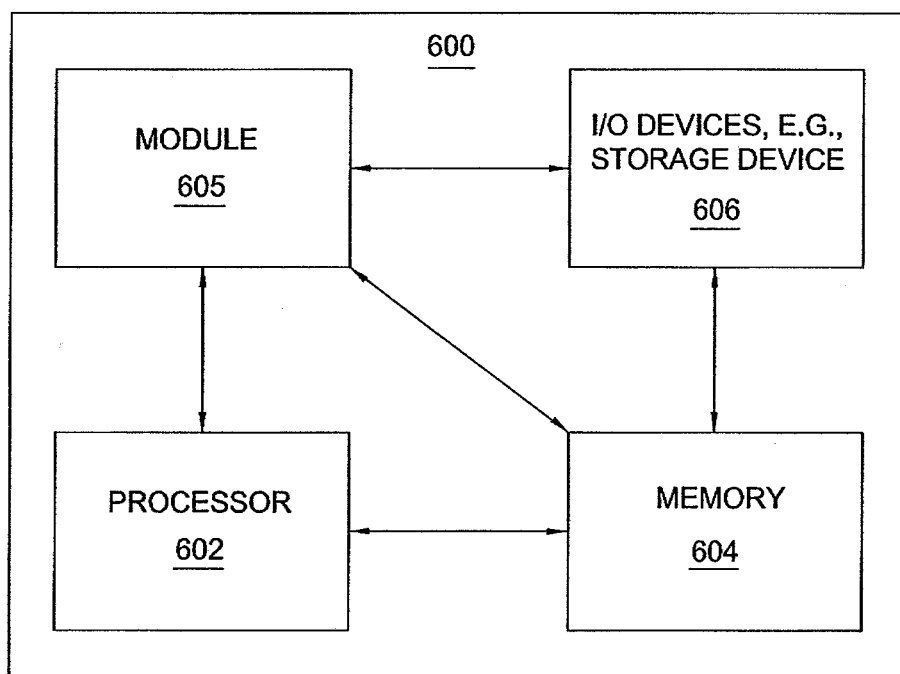 600
MODULE
605
I/O DEVICES, E.G.,
STORAGE DEVICE
606
PROCESSOR
602
MEMORY
604